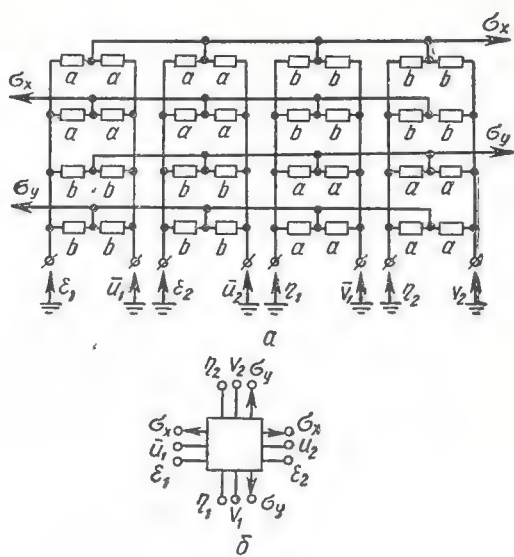 σx
a a a a b b b b
σx
a a a a b b b b
σy
b b b b a a a a
σy
b b b b a a a a
ε1 ū1 ε2 ū2 η1 v̄1 η2 v2
а
η2 v2 σy
σx σx
ū1 u2
ε1 ε2
η1 v1 σy
б